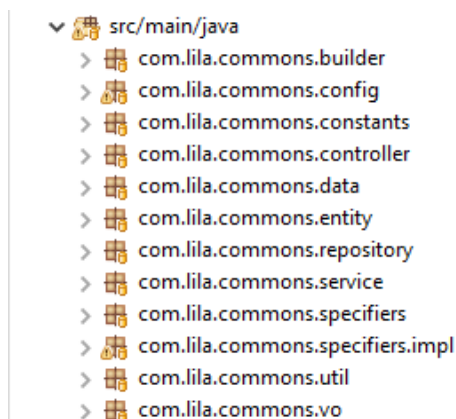 src/main/java
com.lila.commons.builder
com.lila.commons.config
com.lila.commons.constants
com.lila.commons.controller
com.lila.commons.data
com.lila.commons.entity
com.lila.commons.repository
com.lila.commons.service
com.lila.commons.specifiers
com.lila.commons.specifiers.impl
com.lila.commons.util
com.lila.commons.vo